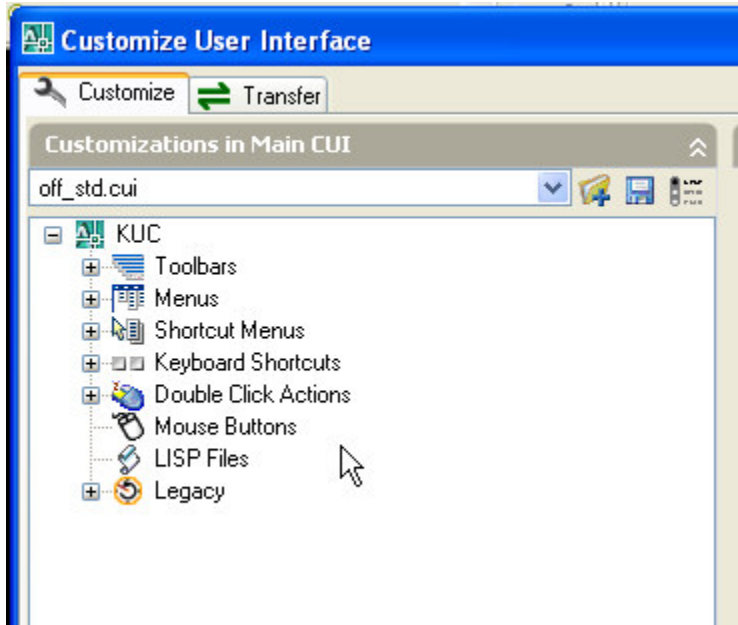 Customize User Interface
Customize Transfer
Customizations in Main CUI
off_std.cui
KUC
Toolbars
Menus
Shortcut Menus
Keyboard Shortcuts
Double Click Actions
Mouse Buttons
LISP Files
Legacy